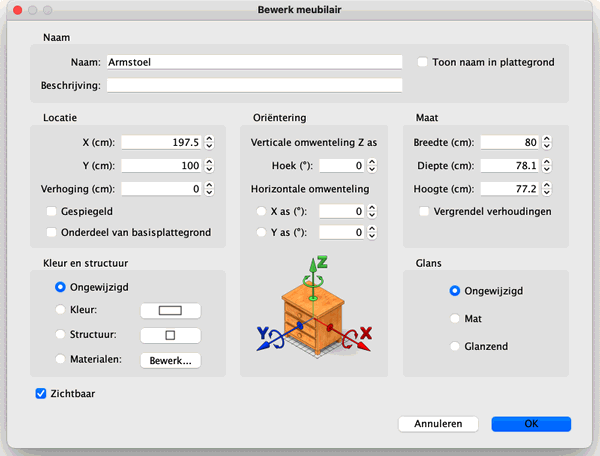 Bewerk meubilair
Naam
Naam: Armstoel
Toon naam in plattegrond
Beschrijving:
Locatie
X (cm): 197.5
Y (cm): 100
Verhoging (cm): 0
Gespiegeld
Onderdeel van basisplattegrond
Oriëntering
Verticale omwenteling Z as
Hoek (°): 0
Horizontale omwenteling
X as (°): 0
Y as (°): 0
Maat
Breedte (cm): 80
Diepte (cm): 78.1
Hoogte (cm): 77.2
Vergrendel verhoudingen
Kleur en structuur
Ongewijzigd
Kleur:
Structuur:
Materialen: Bewerk...
Z
Y
X
Glans
Ongewijzigd
Mat
Glanzend
Zichtbaar
Annuleren
OK